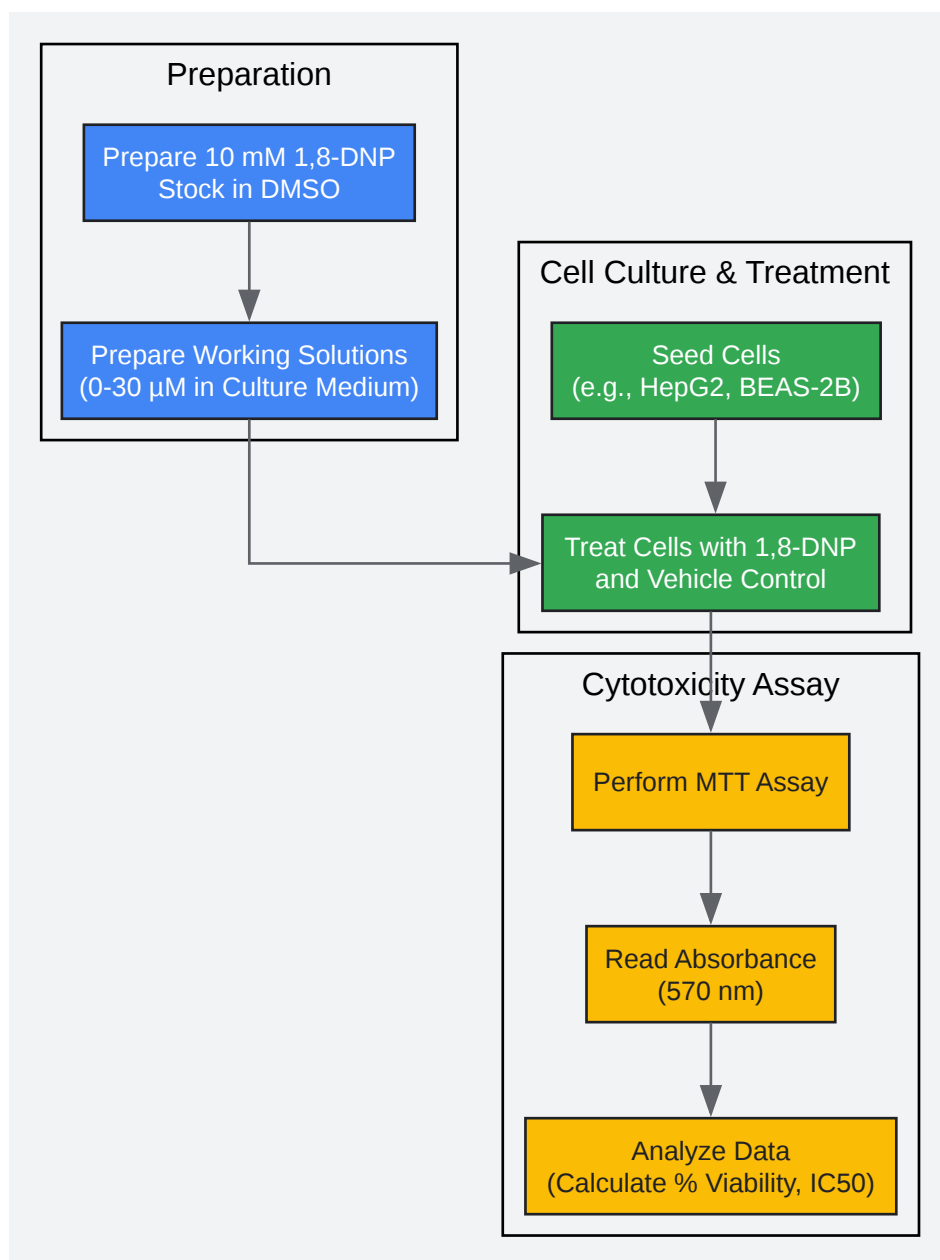 Preparation
Prepare 10 mM 1,8-DNP
Stock in DMSO
Prepare Working Solutions
(0-30 µM in Culture Medium)
Cell Culture & Treatment
Seed Cells
(e.g., HepG2, BEAS-2B)
Treat Cells with 1,8-DNP
and Vehicle Control
Cytotoxicity Assay
Perform MTT Assay
Read Absorbance
(570 nm)
Analyze Data
(Calculate % Viability, IC50)